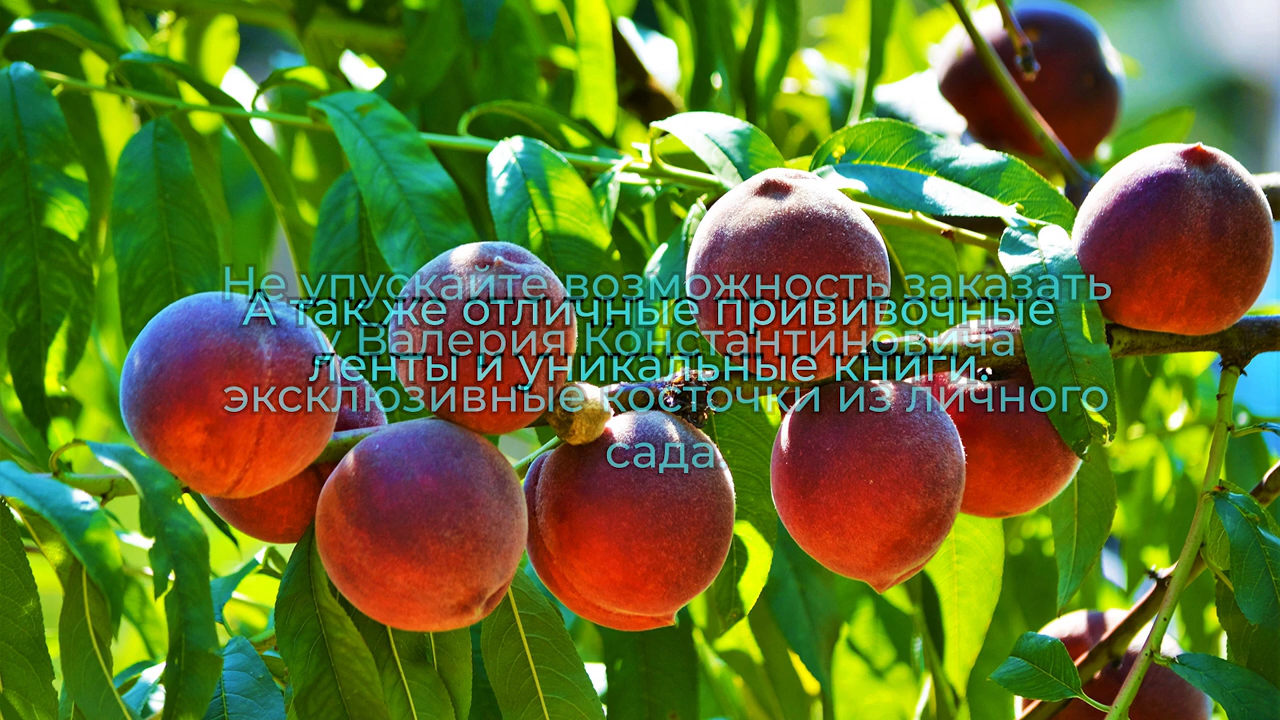 Не упускайте возможность заказать
у Валерия Константиновича
эксклюзивные косточки из личного
сада.
А так же отличные прививочные
ленты и уникальные книги.